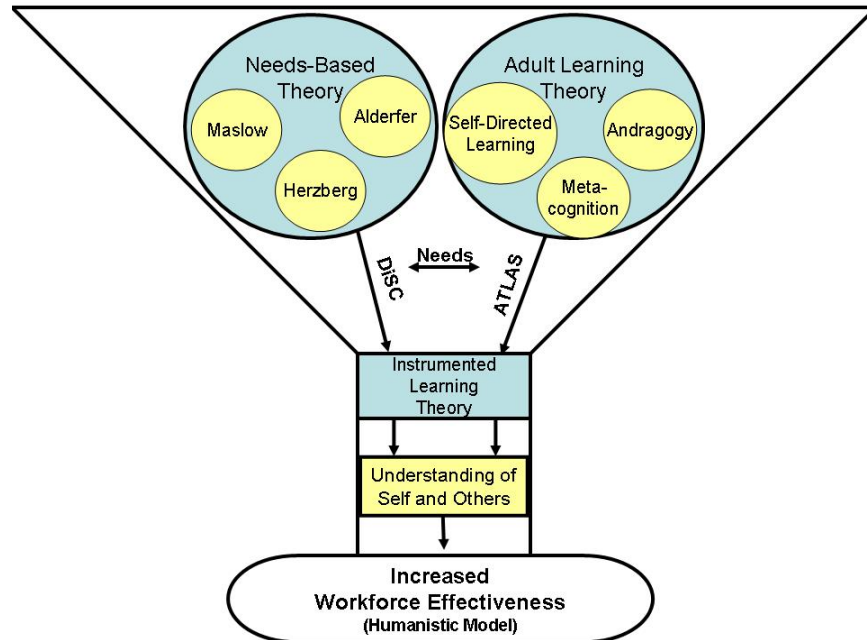 Needs-Based
Theory
Maslow
Alderfer
Herzberg
Adult Learning
Theory
Self-Directed
Learning
Andragogy
Meta-
cognition
DiSC
Needs
ATLAS
Instrumented
Learning
Theory
Understanding of
Self and Others
Increased
Workforce Effectiveness
(Humanistic Model)